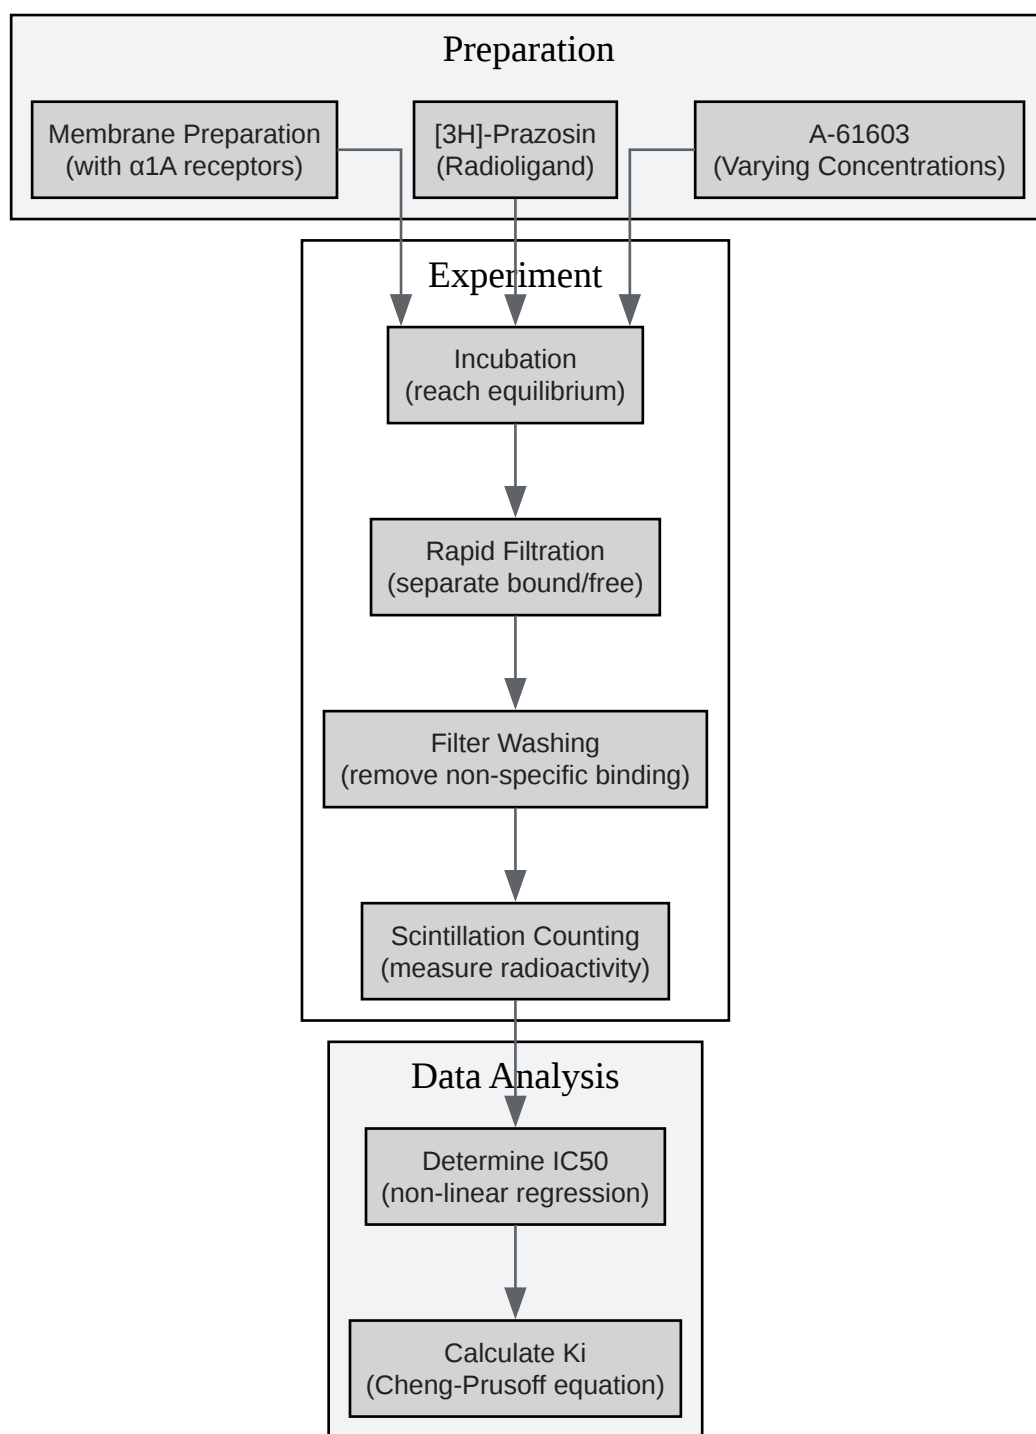 Preparation
Membrane Preparation
(with α1A receptors)
[3H]-Prazosin
(Radioligand)
A-61603
(Varying Concentrations)
Experiment
Incubation
(reach equilibrium)
Rapid Filtration
(separate bound/free)
Filter Washing
(remove non-specific binding)
Scintillation Counting
(measure radioactivity)
Data Analysis
Determine IC50
(non-linear regression)
Calculate Ki
(Cheng-Prusoff equation)